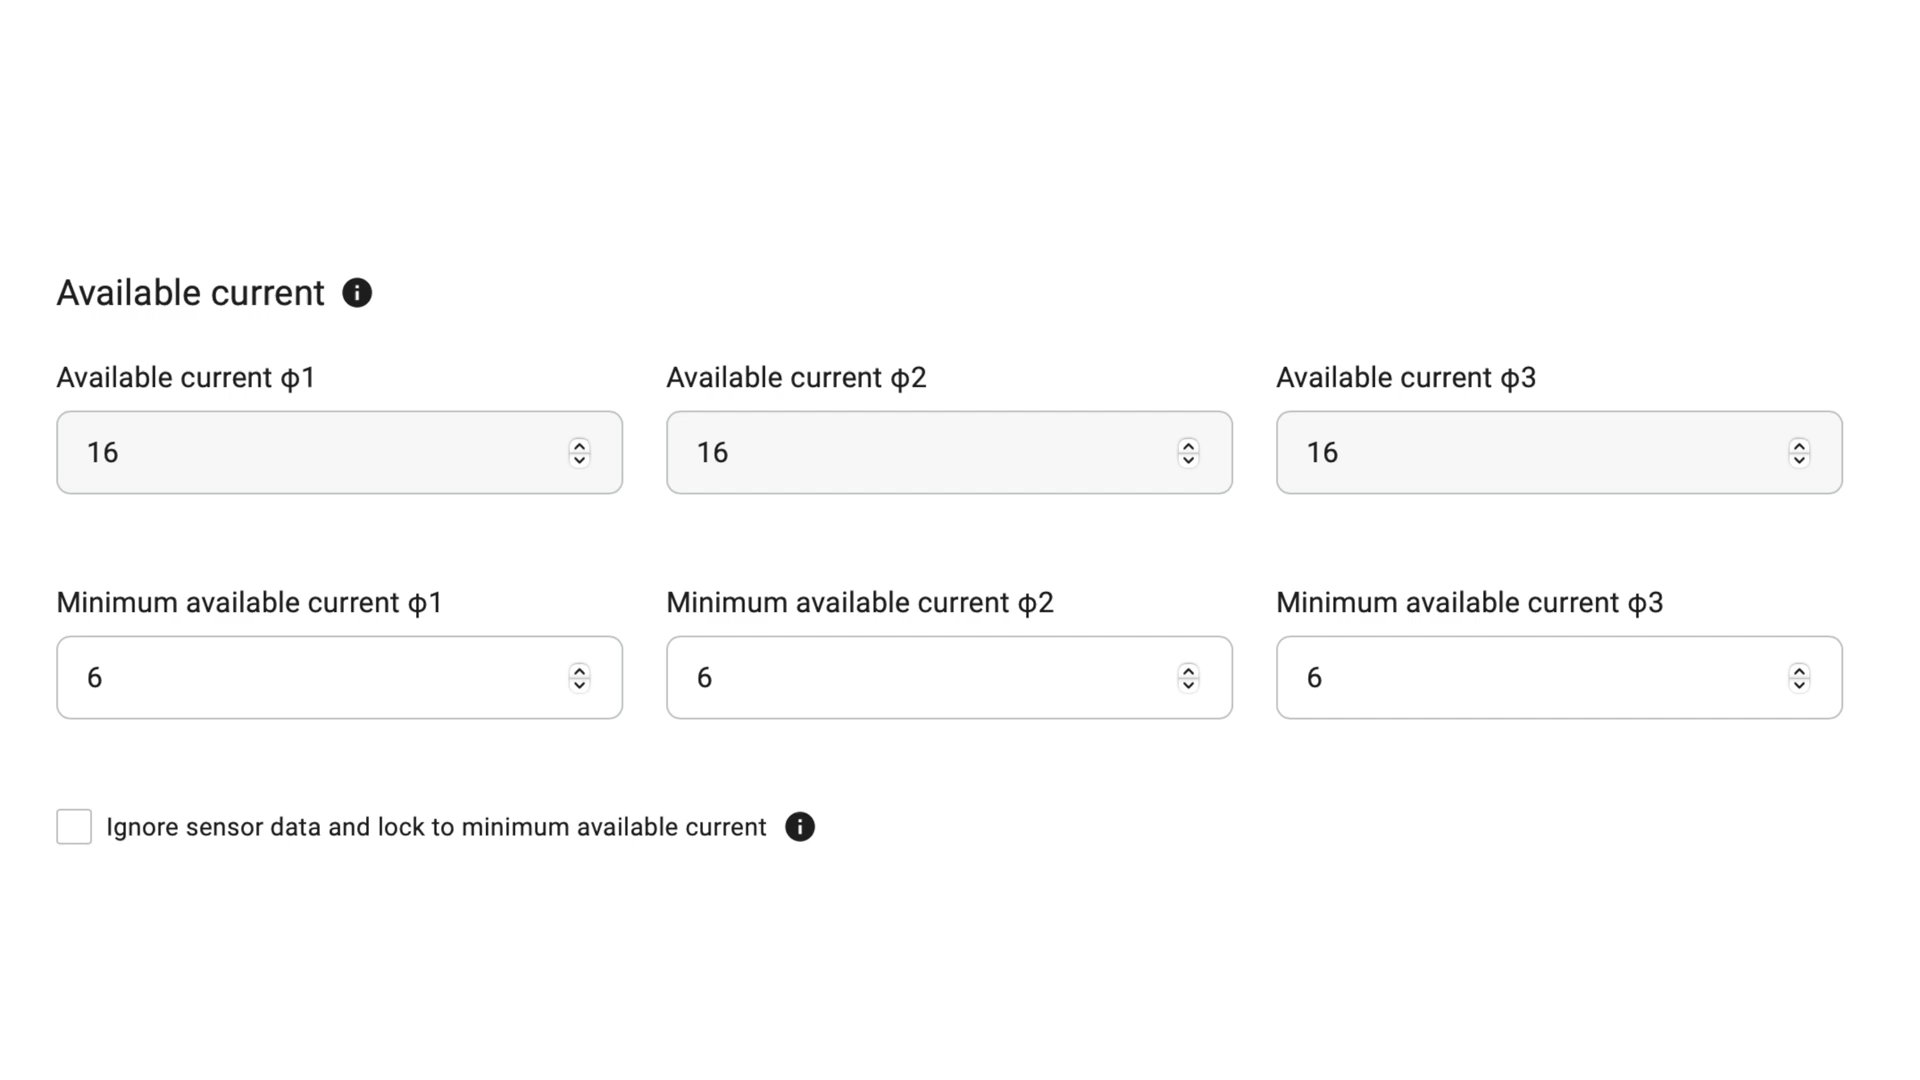 Available current
Available current ϕ1
Available current ϕ2
Available current ϕ3
16
16
16
Minimum available current ϕ1
Minimum available current ϕ2
Minimum available current ϕ3
6
6
6
Ignore sensor data and lock to minimum available current